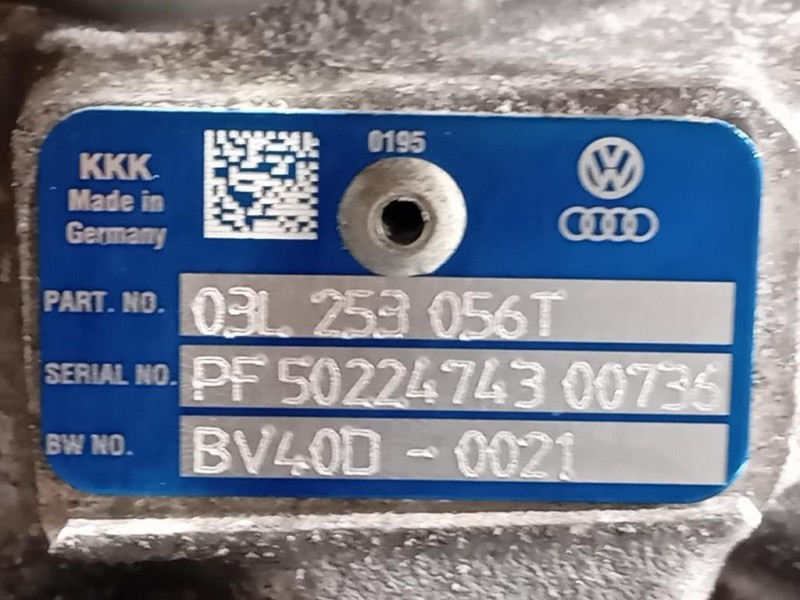 KKK
Made in
Germany
0195
PART. NO. 03L 253 056T
SERIAL NO. PF 50224743 00736
BW NO. BV40D - 0021